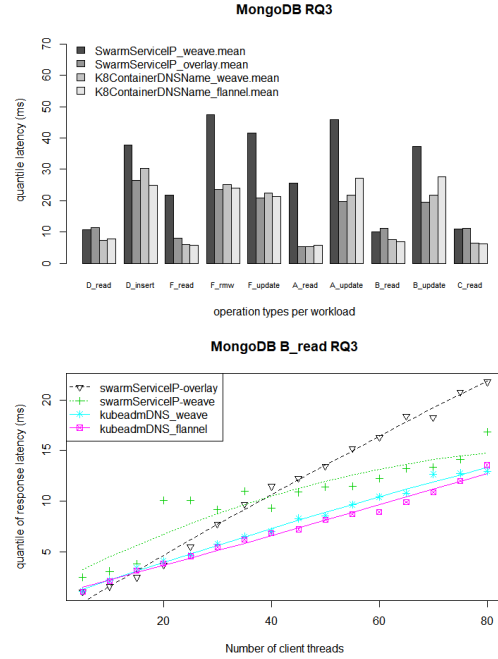 MongoDB RQ3
quantile latency (ms)
0 10 20 30 40 50 60 70
SwarmServiceIP_weave.mean
SwarmServiceIP_overlay.mean
K8ContainerDNSName_weave.mean
K8ContainerDNSName_flannel.mean
D_read D_insert F_read F_rmw F_update A_read A_update B_read B_update C_read
operation types per workload
MongoDB B_read RQ3
quantile of response latency (ms)
5 10 15 20
swarmServiceIP-overlay
swarmServiceIP-weave
kubeadmDNS_weave
kubeadmDNS_flannel
20 40 60 80
Number of client threads